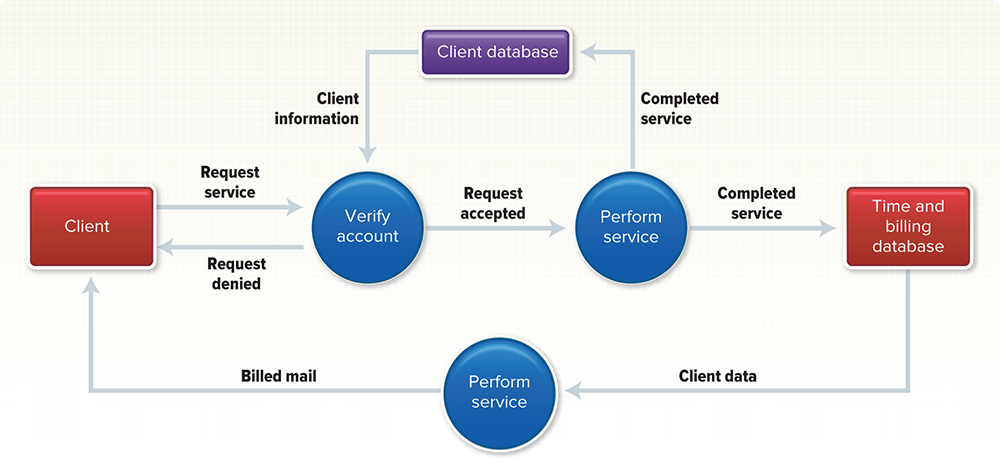 Client database
Client
information
Completed
service
Request
service
Client
Verify
account
Request
accepted
Perform
service
Completed
service
Time and
billing
database
Request
denied
Billed mail
Perform
service
Client data